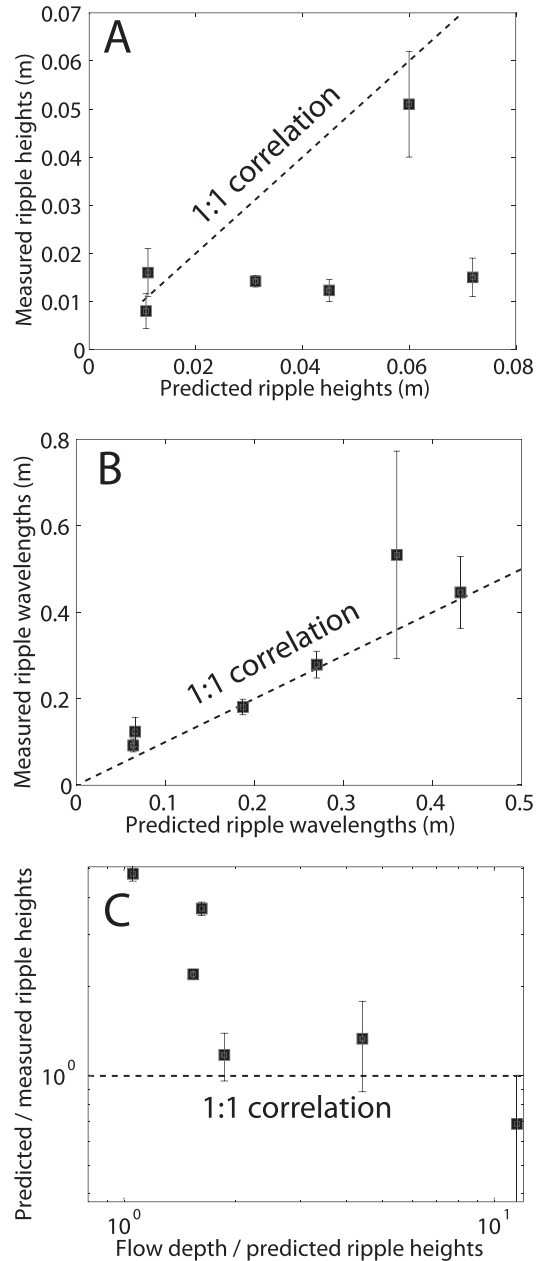 A
0.07
0.06
0.05
0.04
0.03
0.02
0.01
0
Measured ripple heights (m)
1:1 correlation
0 0.02 0.04 0.06 0.08
Predicted ripple heights (m)
B
0.8
0.6
0.4
0.2
0
Measured ripple wavelengths (m)
1:1 correlation
0 0.1 0.2 0.3 0.4 0.5
Predicted ripple wavelengths (m)
C
Predicted / measured ripple heights
10^0
1:1 correlation
10^0 10^1
Flow depth / predicted ripple heights